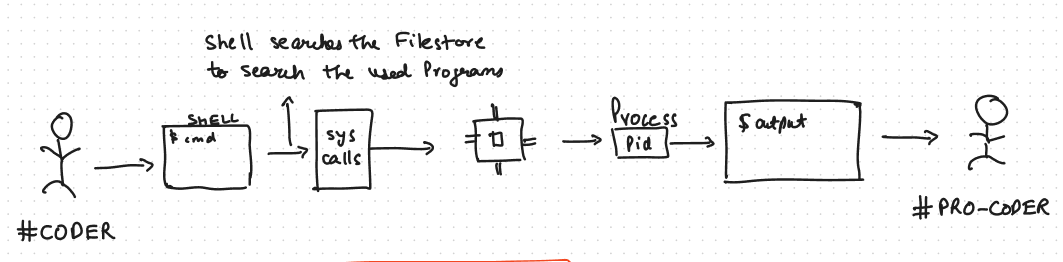 Shell searches the Filestore
to search the used Programs
SHELL
$ cmd
sys
calls
Process
Pid
$ output
#CODER
# PRO-CODER